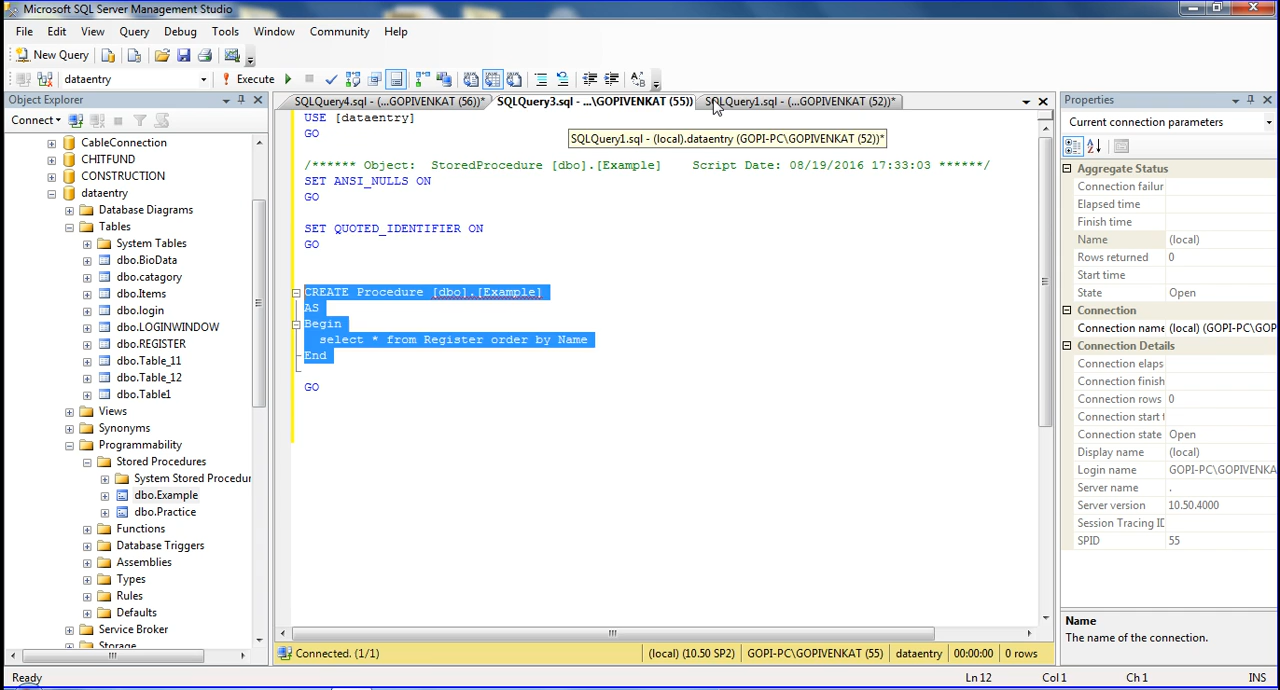 Microsoft SQL Server Management Studio
File Edit View Query Debug Tools Window Community Help
New Query
dataentry Execute
Object Explorer
Connect
CableConnection
CHITFUND
CONSTRUCTION
dataentry
Database Diagrams
Tables
System Tables
dbo.BioData
dbo.catagory
dbo.Items
dbo.login
dbo.LOGINWINDOW
dbo.REGISTER
dbo.Table_11
dbo.Table_12
dbo.Table1
Views
Synonyms
Programmability
Stored Procedures
System Stored Procedur
dbo.Example
dbo.Practice
Functions
Database Triggers
Assemblies
Types
Rules
Defaults
Service Broker
Storage
SQLQuery4.sql - (...GOPIVENKAT (56))* SQLQuery3.sql - ...\GOPIVENKAT (55)) SQLQuery1.sql - (...GOPIVENKAT (52))*
USE [dataentry]
GO
SQLQuery1.sql - (local).dataentry (GOPI-PC\GOPIVENKAT (52))*
/****** Object:  StoredProcedure [dbo].[Example]    Script Date: 08/19/2016 17:33:03 ******/
SET ANSI_NULLS ON
GO
SET QUOTED_IDENTIFIER ON
GO
CREATE Procedure [dbo].[Example]
AS
Begin
select * from Register order by Name
End
GO
Connected. (1/1) (local) (10.50 SP2) GOPI-PC\GOPIVENKAT (55) dataentry 00:00:00 0 rows
Properties
Current connection parameters
Aggregate Status
Connection failur
Elapsed time
Finish time
Name (local)
Rows returned 0
Start time
State Open
Connection
Connection name (local) (GOPI-PC\GOP
Connection Details
Connection elaps
Connection finish
Connection rows 0
Connection start t
Connection state Open
Display name (local)
Login name GOPI-PC\GOPIVENKA
Server name .
Server version 10.50.4000
Session Tracing ID
SPID 55
Name
The name of the connection.
Ready Ln 12 Col 1 Ch 1 INS